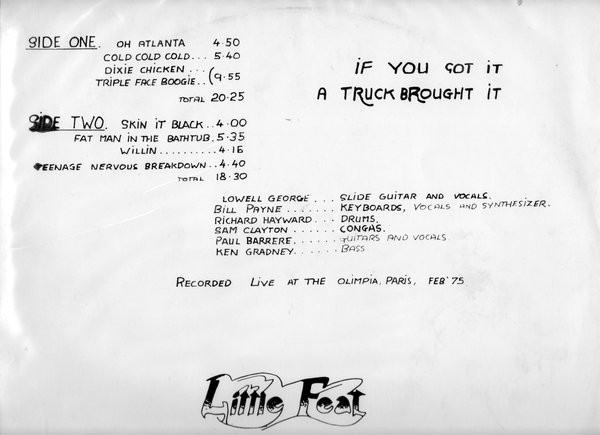 SIDE ONE. OH ATLANTA 4·50
COLD COLD COLD... 5·40
DIXIE CHICKEN ...
TRIPLE FACE BOOGIE.. (9·55
TOTAL 20·25
SIDE TWO. SKIN IT BLACK.. 4·00
FAT MAN IN THE BATHTUB. 5·35
WILLIN.......... 4·15
TEENAGE NERVOUS BREAKDOWN.. 4·40
TOTAL 18·30
IF YOU GOT IT
A TRUCK BROUGHT IT
LOWELL GEORGE ... SLIDE GUITAR AND VOCALS.
BILL PAYNE ....... KEYBOARDS, VOCALS AND SYNTHESIZER.
RICHARD HAYWARD... DRUMS.
SAM CLAYTON ...... CONGAS.
PAUL BARRERE...... GUITARS AND VOCALS.
KEN GRADNEY...... BASS
RECORDED LIVE AT THE OLIMPIA, PARIS, FEB' 75
Little Feat